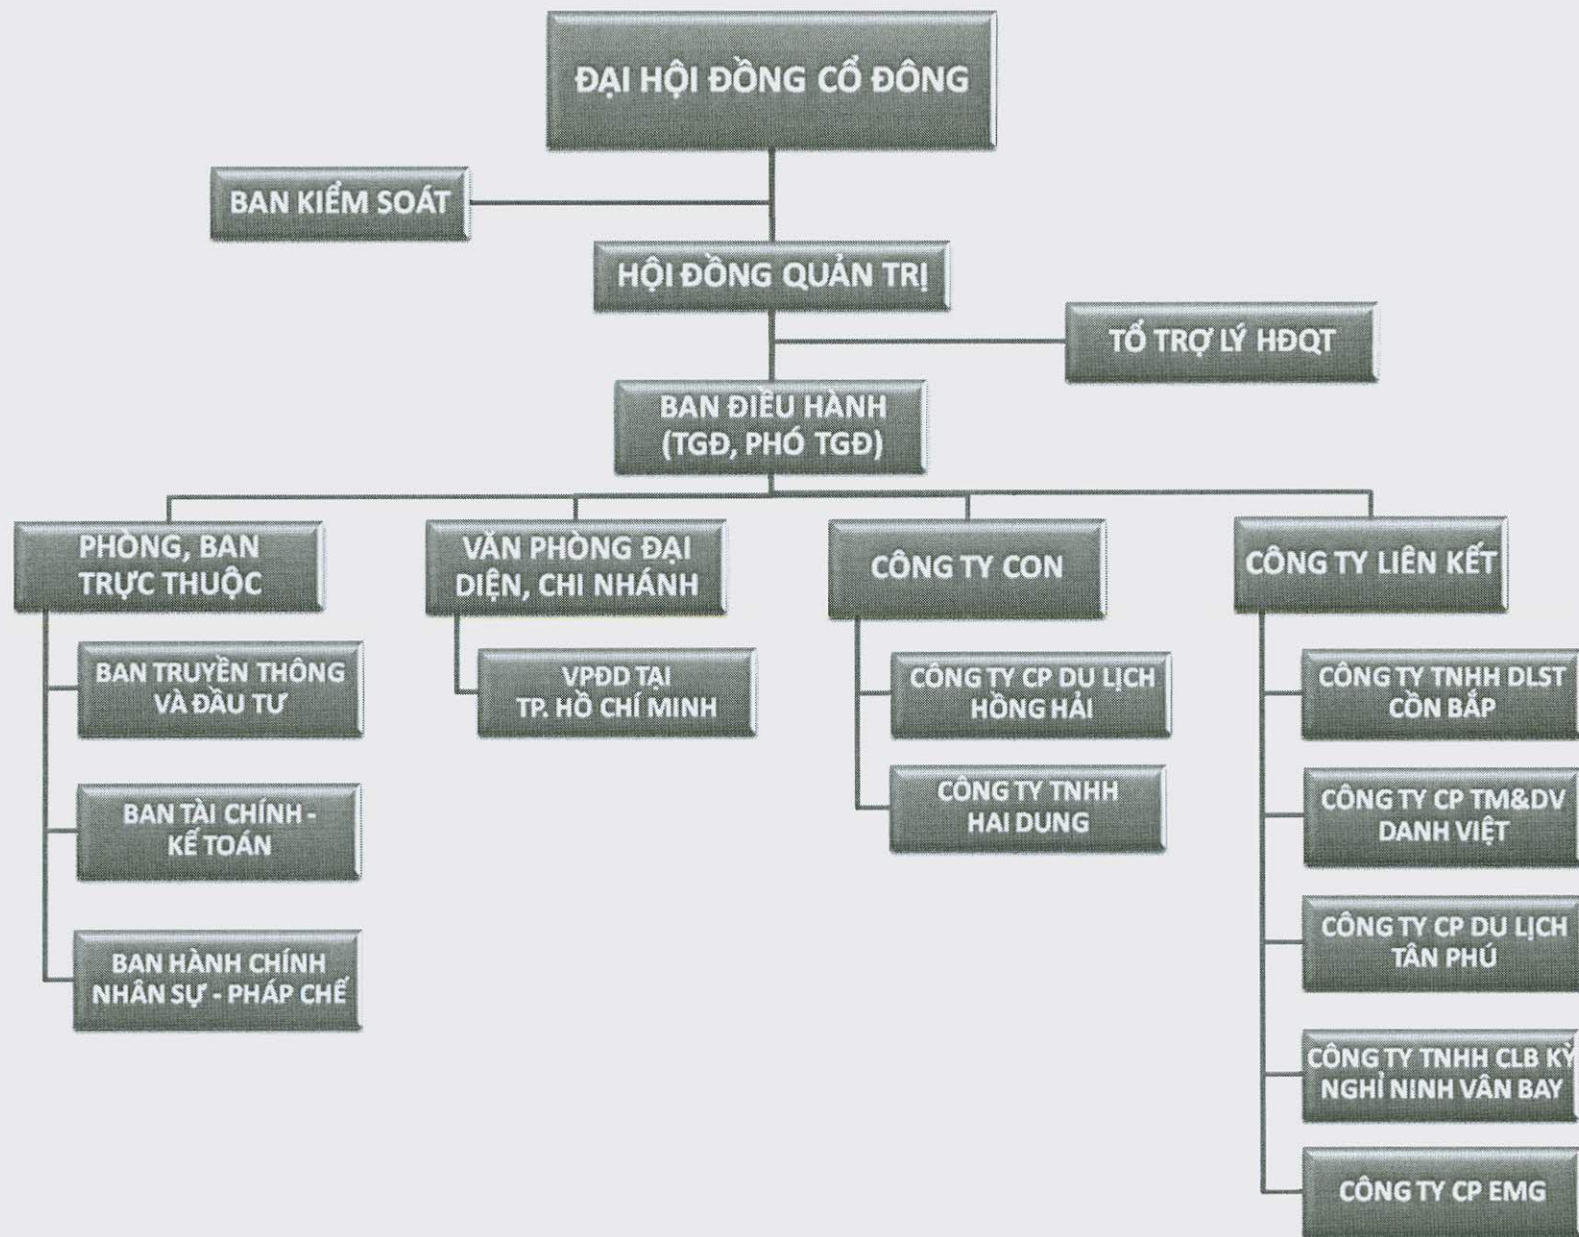 ĐẠI HỘI ĐỒNG CỔ ĐÔNG
BAN KIỂM SOÁT
HỘI ĐỒNG QUẢN TRỊ
TỔ TRỢ LÝ HĐQT
BAN ĐIỀU HÀNH
(TGĐ, PHÓ TGĐ)
PHÒNG, BAN
TRỰC THUỘC
BAN TRUYỀN THÔNG
VÀ ĐẦU TƯ
BAN TÀI CHÍNH -
KẾ TOÁN
BAN HÀNH CHÍNH
NHÂN SỰ - PHÁP CHẾ
VĂN PHÒNG ĐẠI
DIỆN, CHI NHÁNH
VPĐD TẠI
TP. HỒ CHÍ MINH
CÔNG TY CON
CÔNG TY CP DU LỊCH
HỒNG HẢI
CÔNG TY TNHH
HAI DUNG
CÔNG TY LIÊN KẾT
CÔNG TY TNHH DLST
CỒN BẮP
CÔNG TY CP TM&DV
DANH VIỆT
CÔNG TY CP DU LỊCH
TÂN PHÚ
CÔNG TY TNHH CLB KỲ
NGHỈ NINH VÂN BAY
CÔNG TY CP EMG